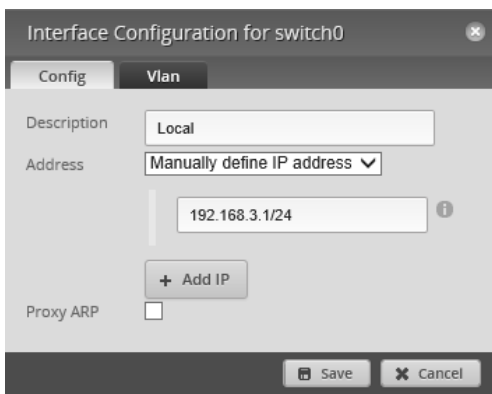 Interface Configuration for switch0
Config
Vlan
Description
Local
Address
Manually define IP address
192.168.3.1/24
+ Add IP
Proxy ARP
Save
Cancel